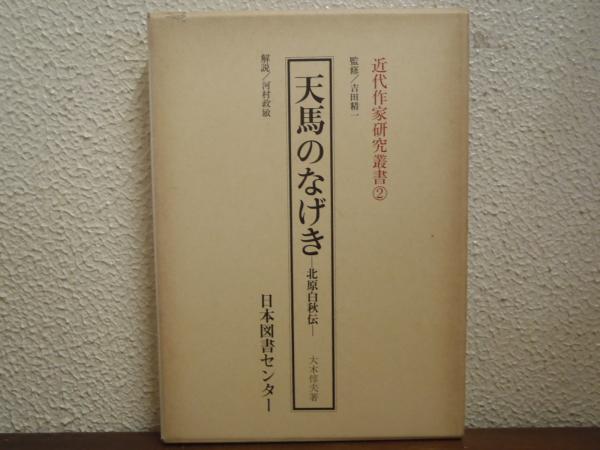 近代作家研究叢書②
監修/吉田精一
天馬のなげき
―北原白秋伝―
大木惇夫著
解説/河村政敏
日本図書センター